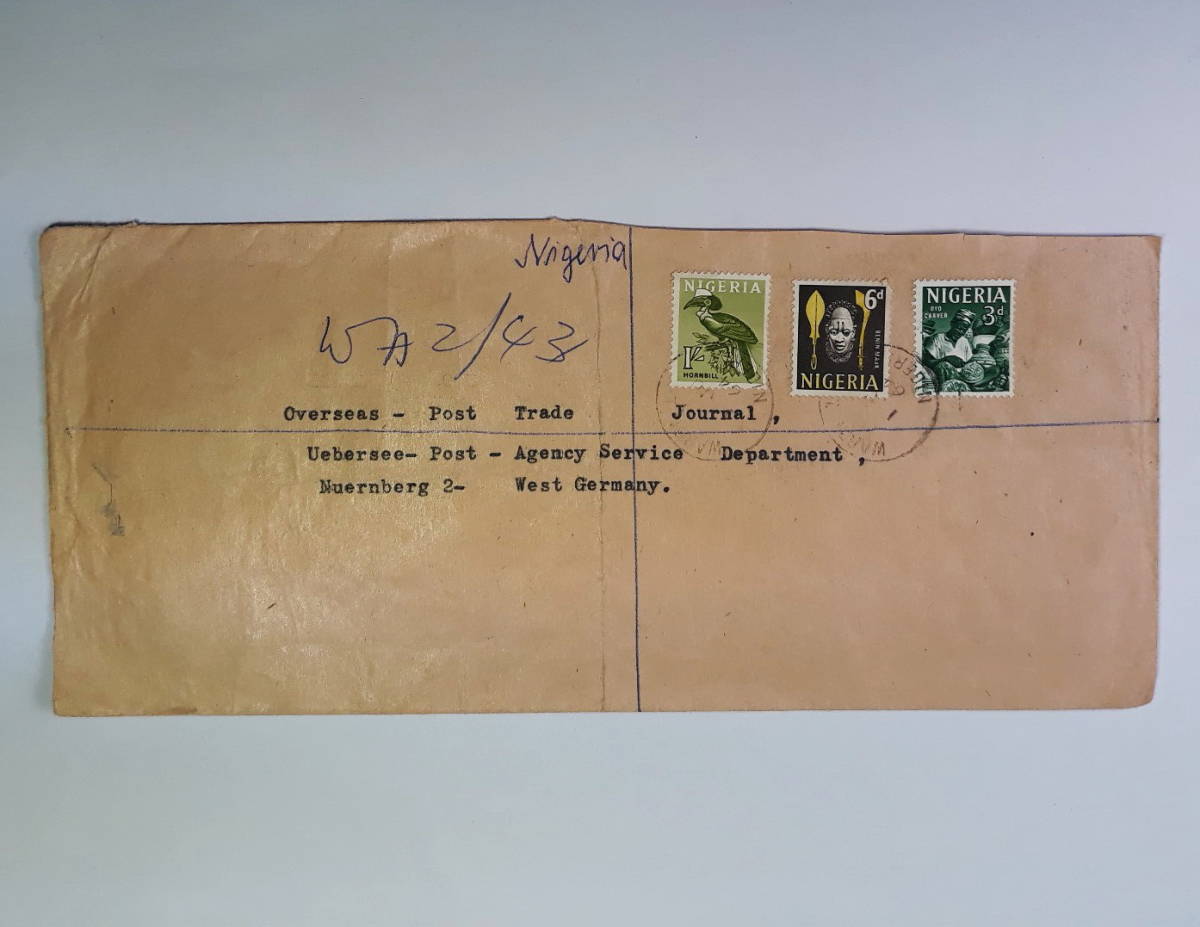 Nigeria
WA 2/43
NIGERIA
1/-
HORNBILL
6d
BENIN MASK
NIGERIA
NIGERIA
OYO
CARVER
3d
Overseas - Post Trade Journal,
Uebersee- Post - Agency Service Department,
Nuernberg 2- West Germany.